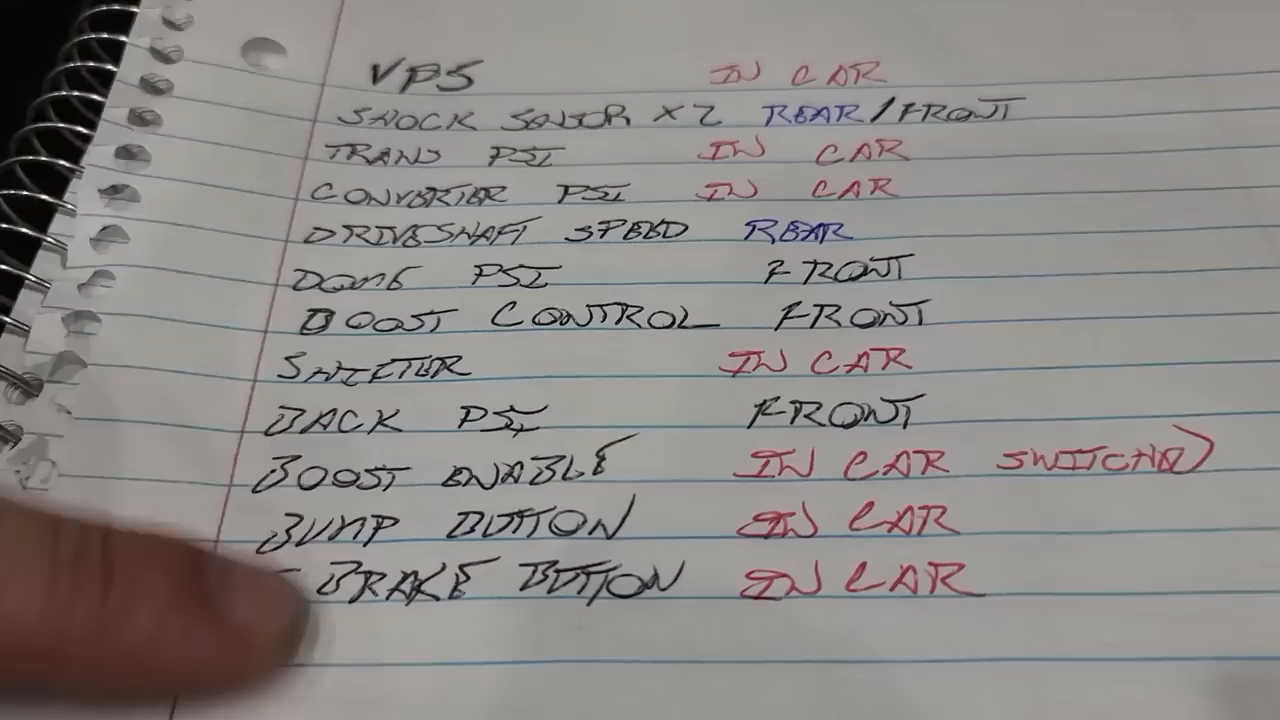 VPS IN CAR
SHOCK SENSOR X2 REAR/FRONT
TRANS PSI IN CAR
CONVERTER PSI IN CAR
DRIVESHAFT SPEED REAR
DOME PSI FRONT
BOOST CONTROL FRONT
SHIFTER IN CAR
BACK PSI FRONT
BOOST ENABLE IN CAR SWITCHED
BUMP BUTTON IN CAR
BRAKE BUTTON IN CAR